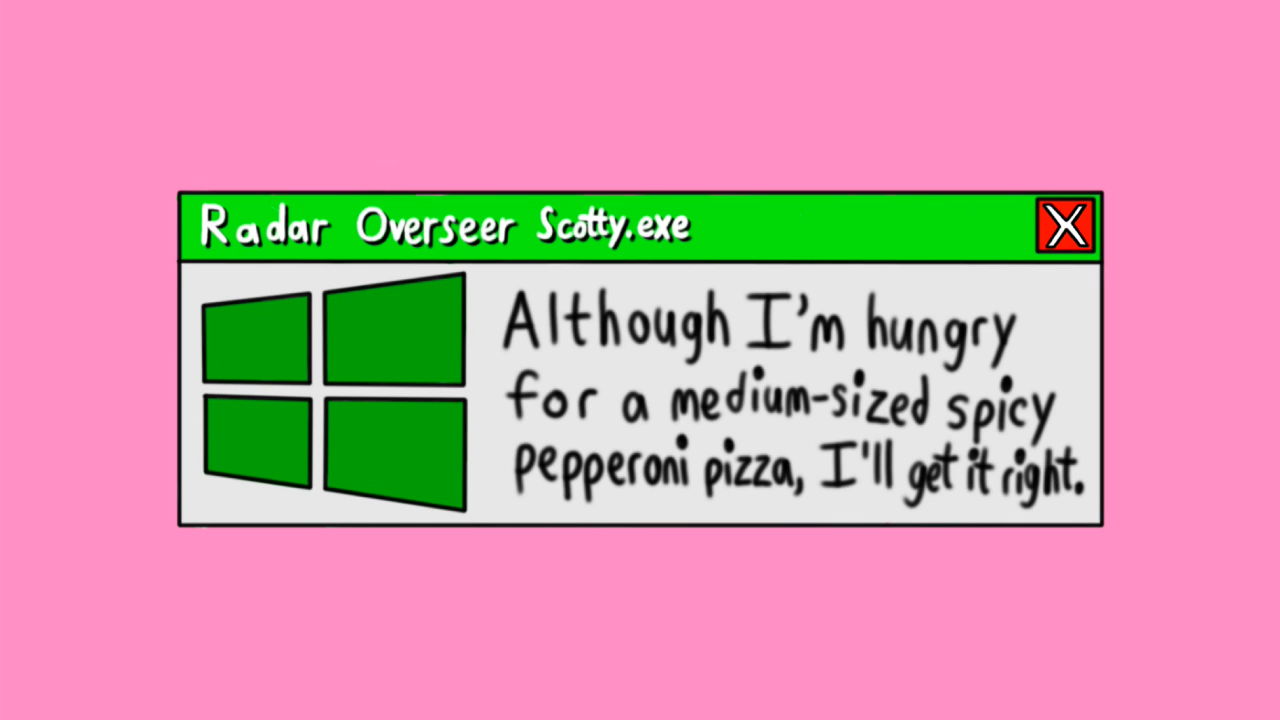 Radar Overseer Scotty.exe
X
Although I'm hungry
for a medium-sized spicy
pepperoni pizza, I'll get it right.